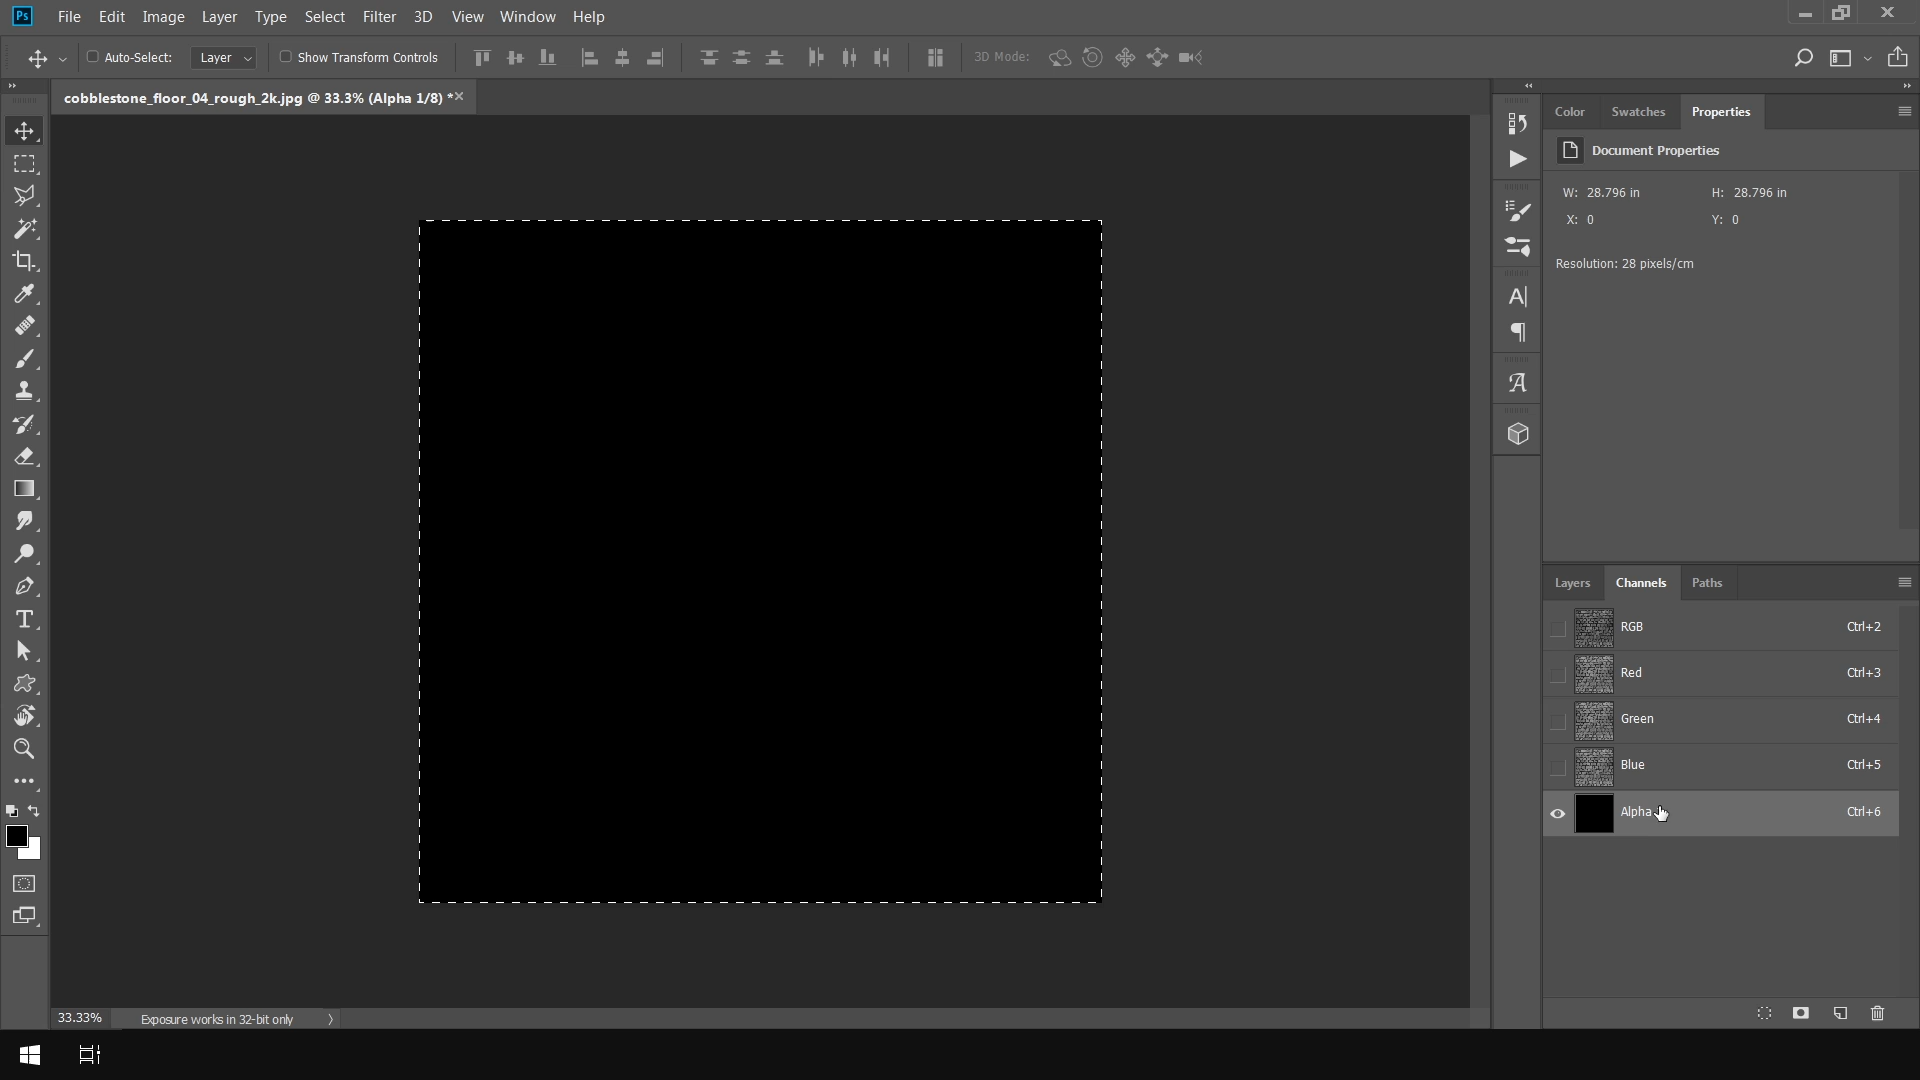 Ps File Edit Image Layer Type Select Filter 3D View Window Help
Auto-Select: Layer Show Transform Controls 3D Mode:
cobblestone_floor_04_rough_2k.jpg @ 33.3% (Alpha 1/8) *
Color Swatches Properties
Document Properties
W: 28.796 in H: 28.796 in
X: 0 Y: 0
Resolution: 28 pixels/cm
Layers Channels Paths
RGB Ctrl+2
Red Ctrl+3
Green Ctrl+4
Blue Ctrl+5
Alpha Ctrl+6
33.33% Exposure works in 32-bit only